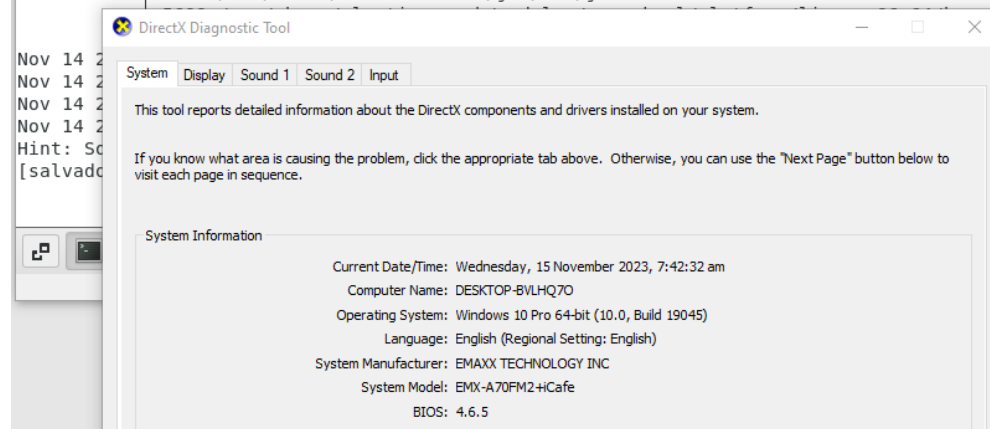 DirectX Diagnostic Tool
Nov 14 2
Nov 14 2
Nov 14 2
Nov 14 2
Hint: So
[salvado
System Display Sound 1 Sound 2 Input
This tool reports detailed information about the DirectX components and drivers installed on your system.
If you know what area is causing the problem, click the appropriate tab above. Otherwise, you can use the "Next Page" button below to
visit each page in sequence.
System Information
Current Date/Time: Wednesday, 15 November 2023, 7:42:32 am
Computer Name: DESKTOP-BVLHQ7O
Operating System: Windows 10 Pro 64-bit (10.0, Build 19045)
Language: English (Regional Setting: English)
System Manufacturer: EMAXX TECHNOLOGY INC
System Model: EMX-A70FM2+iCafe
BIOS: 4.6.5